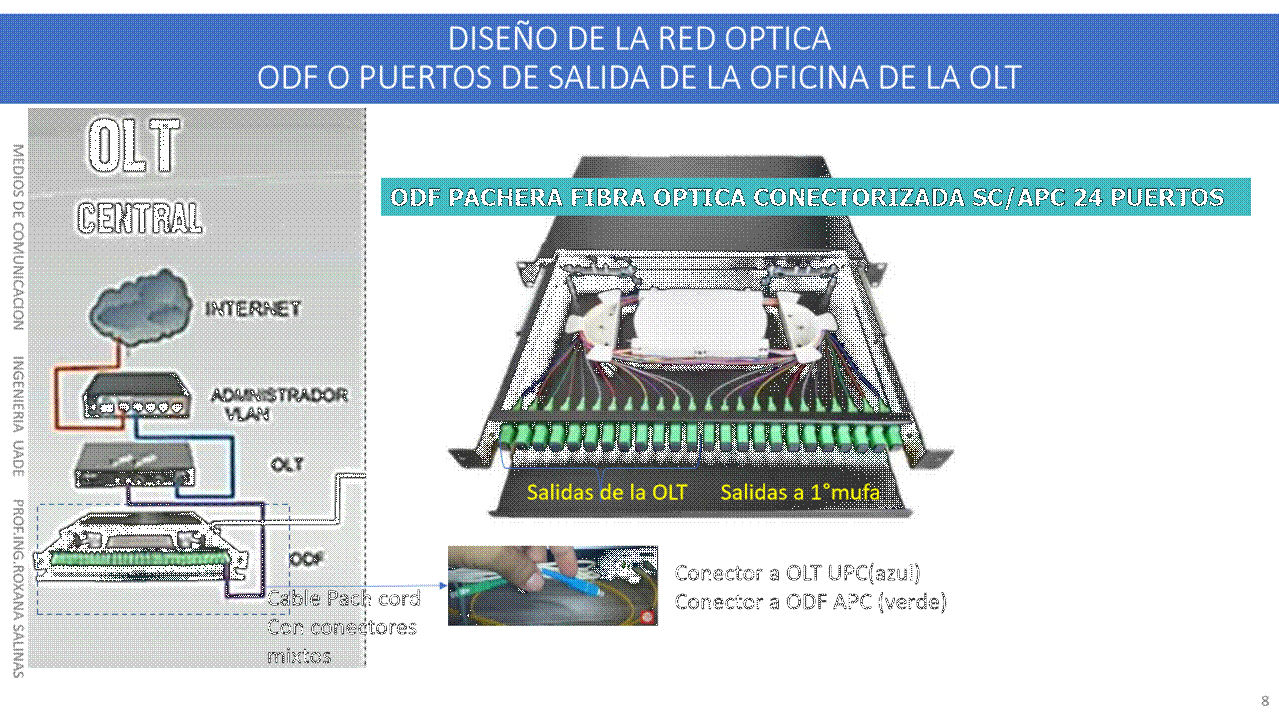 DISEÑO DE LA RED OPTICA
ODF O PUERTOS DE SALIDA DE LA OFICINA DE LA OLT
MEDIOS DE COMUNICACION INGENIERIA UADE PROF.ING.ROXANA SALINAS
OLT
CENTRAL
INTERNET
ADMINISTRADOR
VLAN
OLT
ODF
Cable Pach cord
Con conectores
mixtos
ODF PACHERA FIBRA OPTICA CONECTORIZADA SC/APC 24 PUERTOS
Salidas de la OLT
Salidas a 1°mufa
Conector a OLT UPC(azul)
Conector a ODF APC (verde)
8